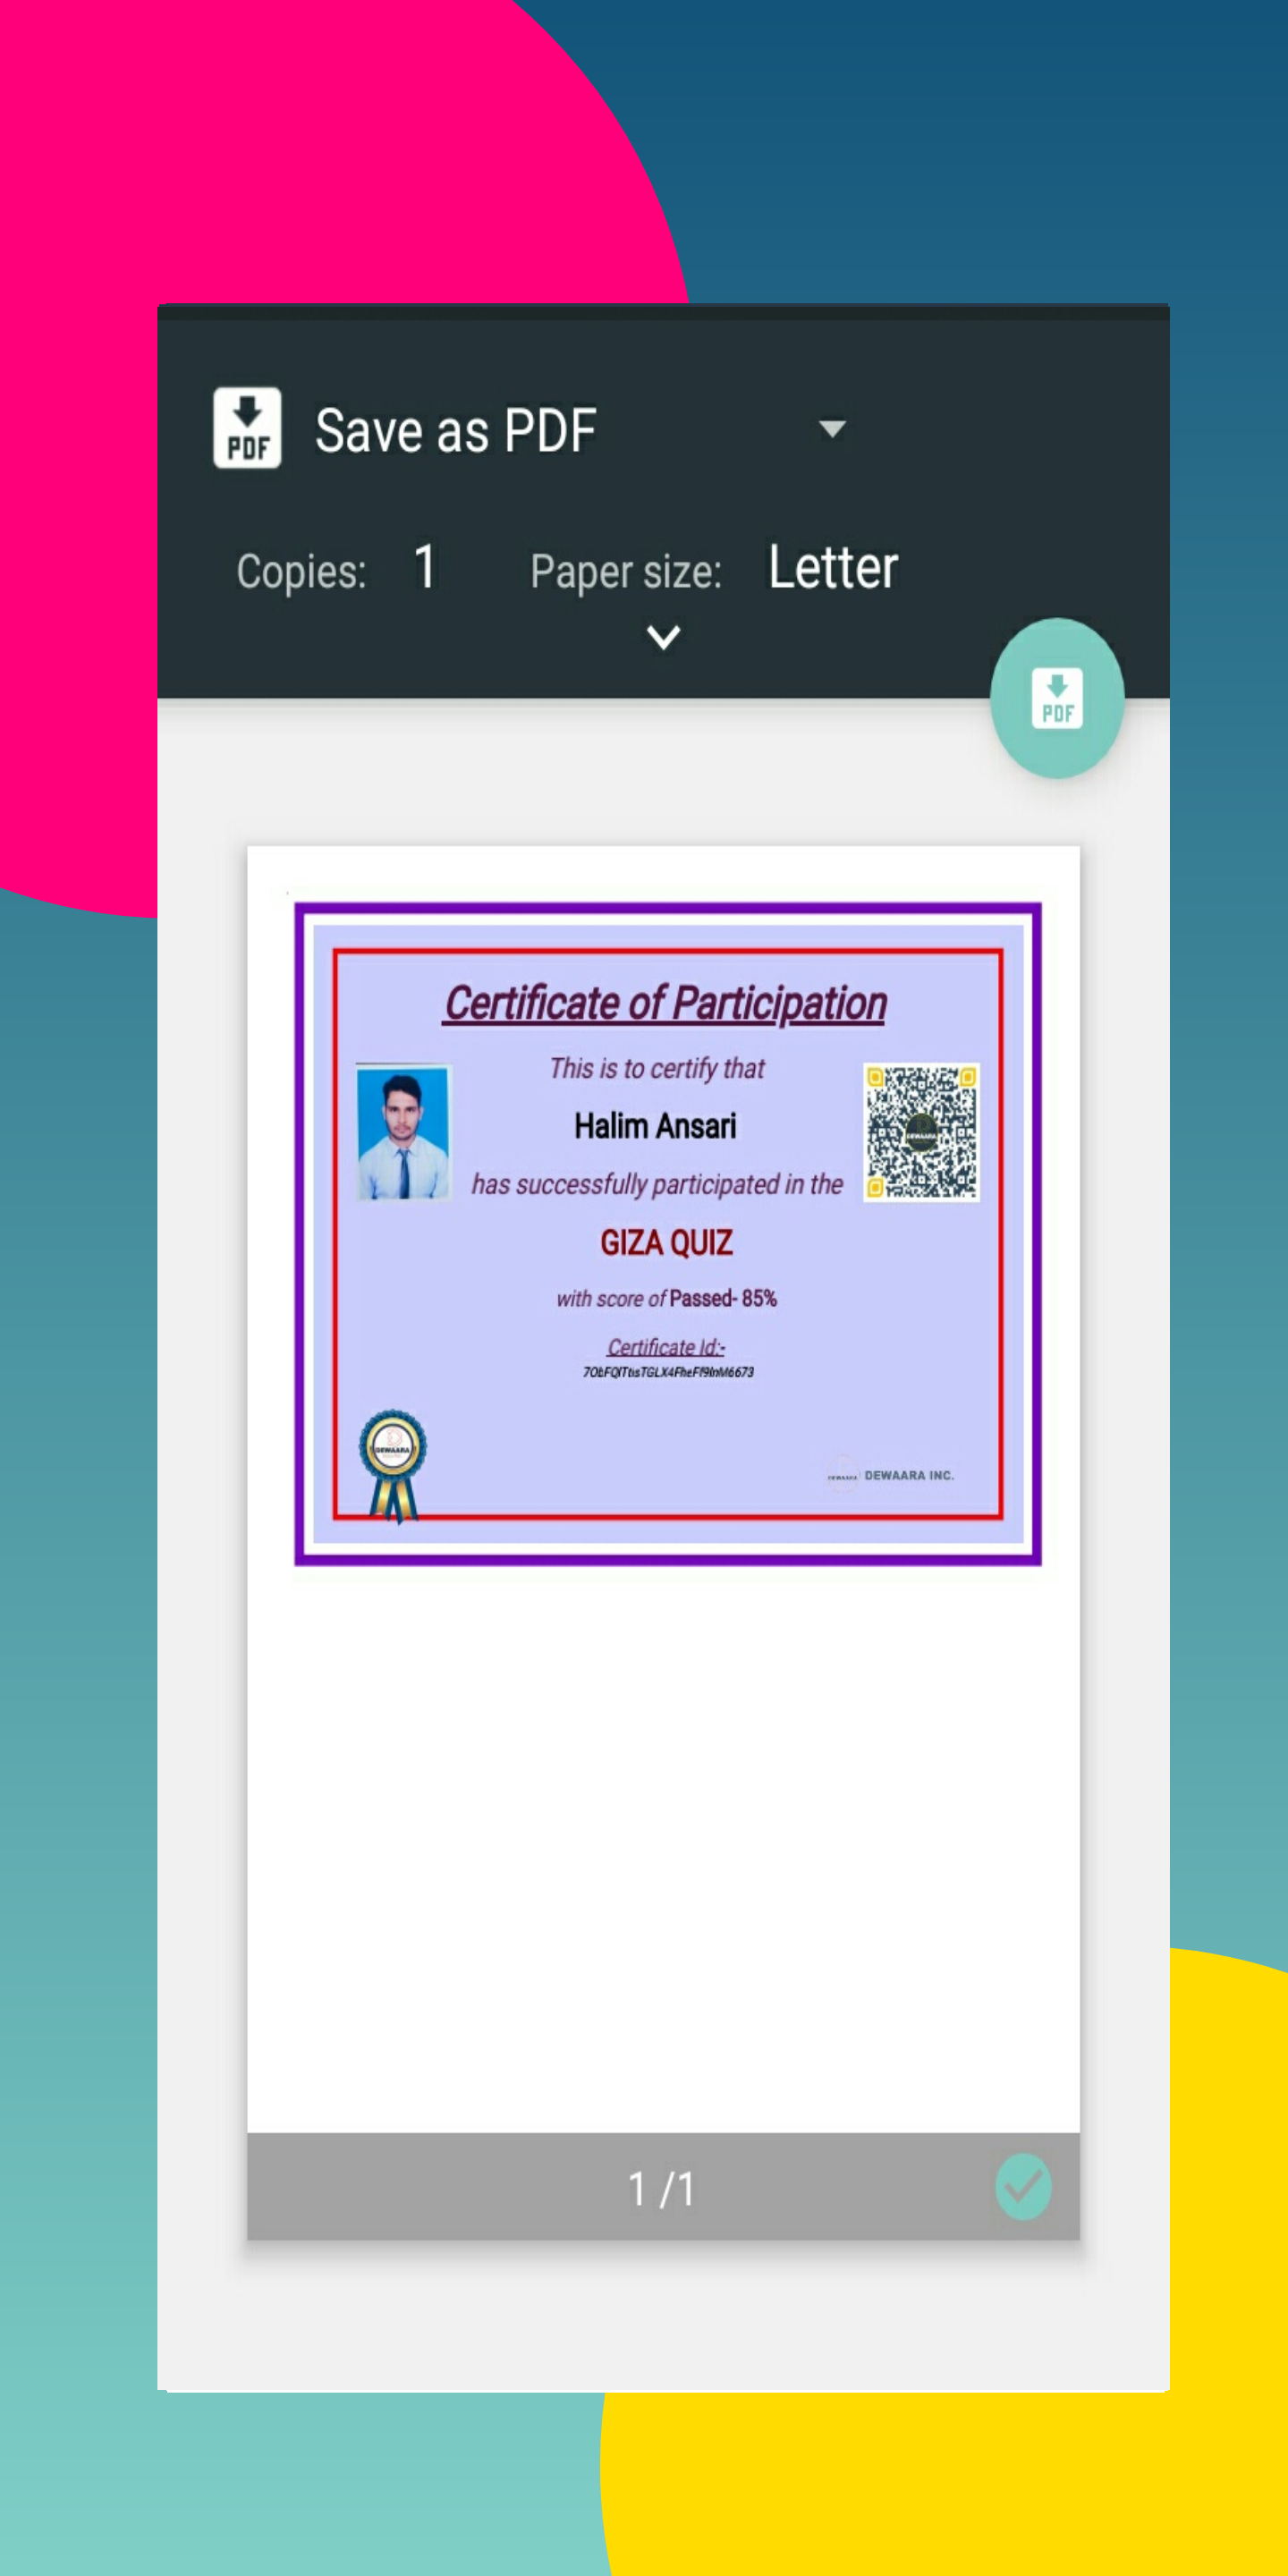 PDF
Save as PDF
Copies: 1 Paper size: Letter
PDF
Certificate of Participation
This is to certify that
Halim Ansari
has successfully participated in the
GIZA QUIZ
with score of Passed- 85%
Certificate Id:-
DEWAARA
DEWAARA
DEWAARA INC.
1 /1